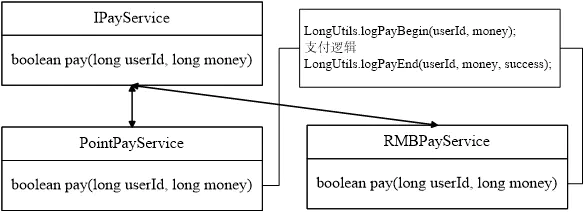 IPayService
boolean pay(long userId, long money)
LongUtils.logPayBegin(userId, money);
支付逻辑
LongUtils.logPayEnd(userId, money, success);
PointPayService
boolean pay(long userId, long money)
RMBPayService
boolean pay(long userId, long money)